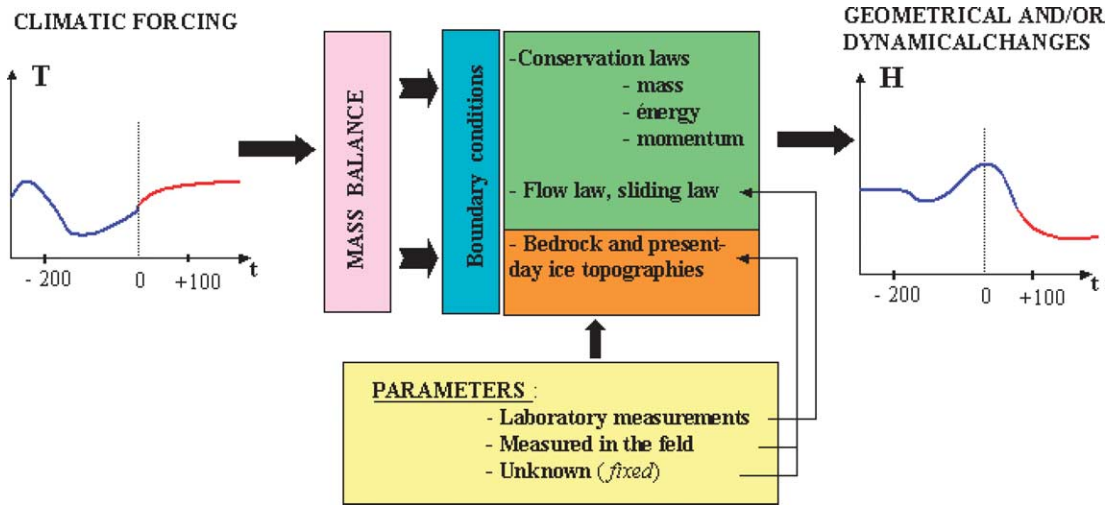 CLIMATIC FORCING
T
t
- 200
0
+100
MASS BALANCE
Boundary conditions
-Conservation laws
- mass
- énergy
- momentum
- Flow law, sliding law
- Bedrock and present-
day ice topographies
GEOMETRICAL AND/OR
DYNAMICALCHANGES
H
t
- 200
0
+100
PARAMETERS :
- Laboratory measurements
- Measured in the feld
- Unknown (fixed)